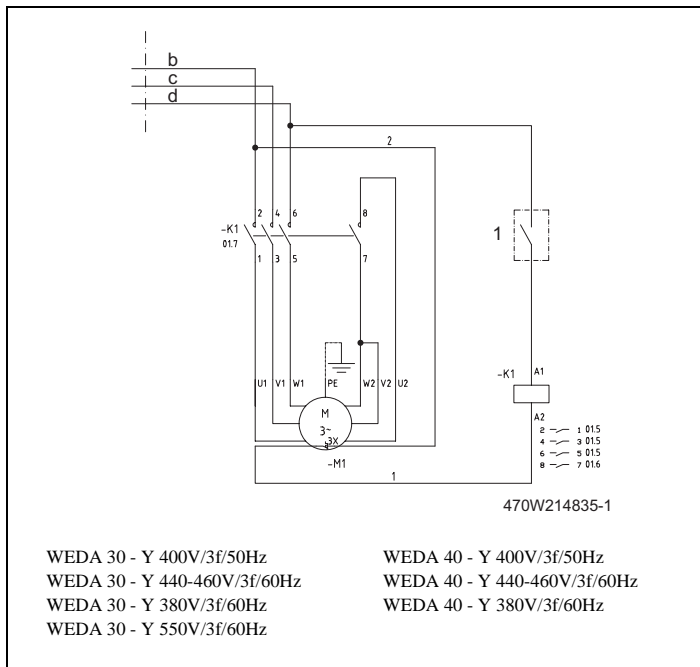 b
c
d
2
2 4 6 8
-K1
01.7
1 3 5 7
1
U1 V1 W1 PE W2 V2 U2
M
3~
3X
-M1
-K1
A1
A2
2 1 01.5
4 3 01.5
6 5 01.5
8 7 01.6
1
470W214835-1
WEDA 30 - Y 400V/3f/50Hz
WEDA 30 - Y 440-460V/3f/60Hz
WEDA 30 - Y 380V/3f/60Hz
WEDA 30 - Y 550V/3f/60Hz
WEDA 40 - Y 400V/3f/50Hz
WEDA 40 - Y 440-460V/3f/60Hz
WEDA 40 - Y 380V/3f/60Hz